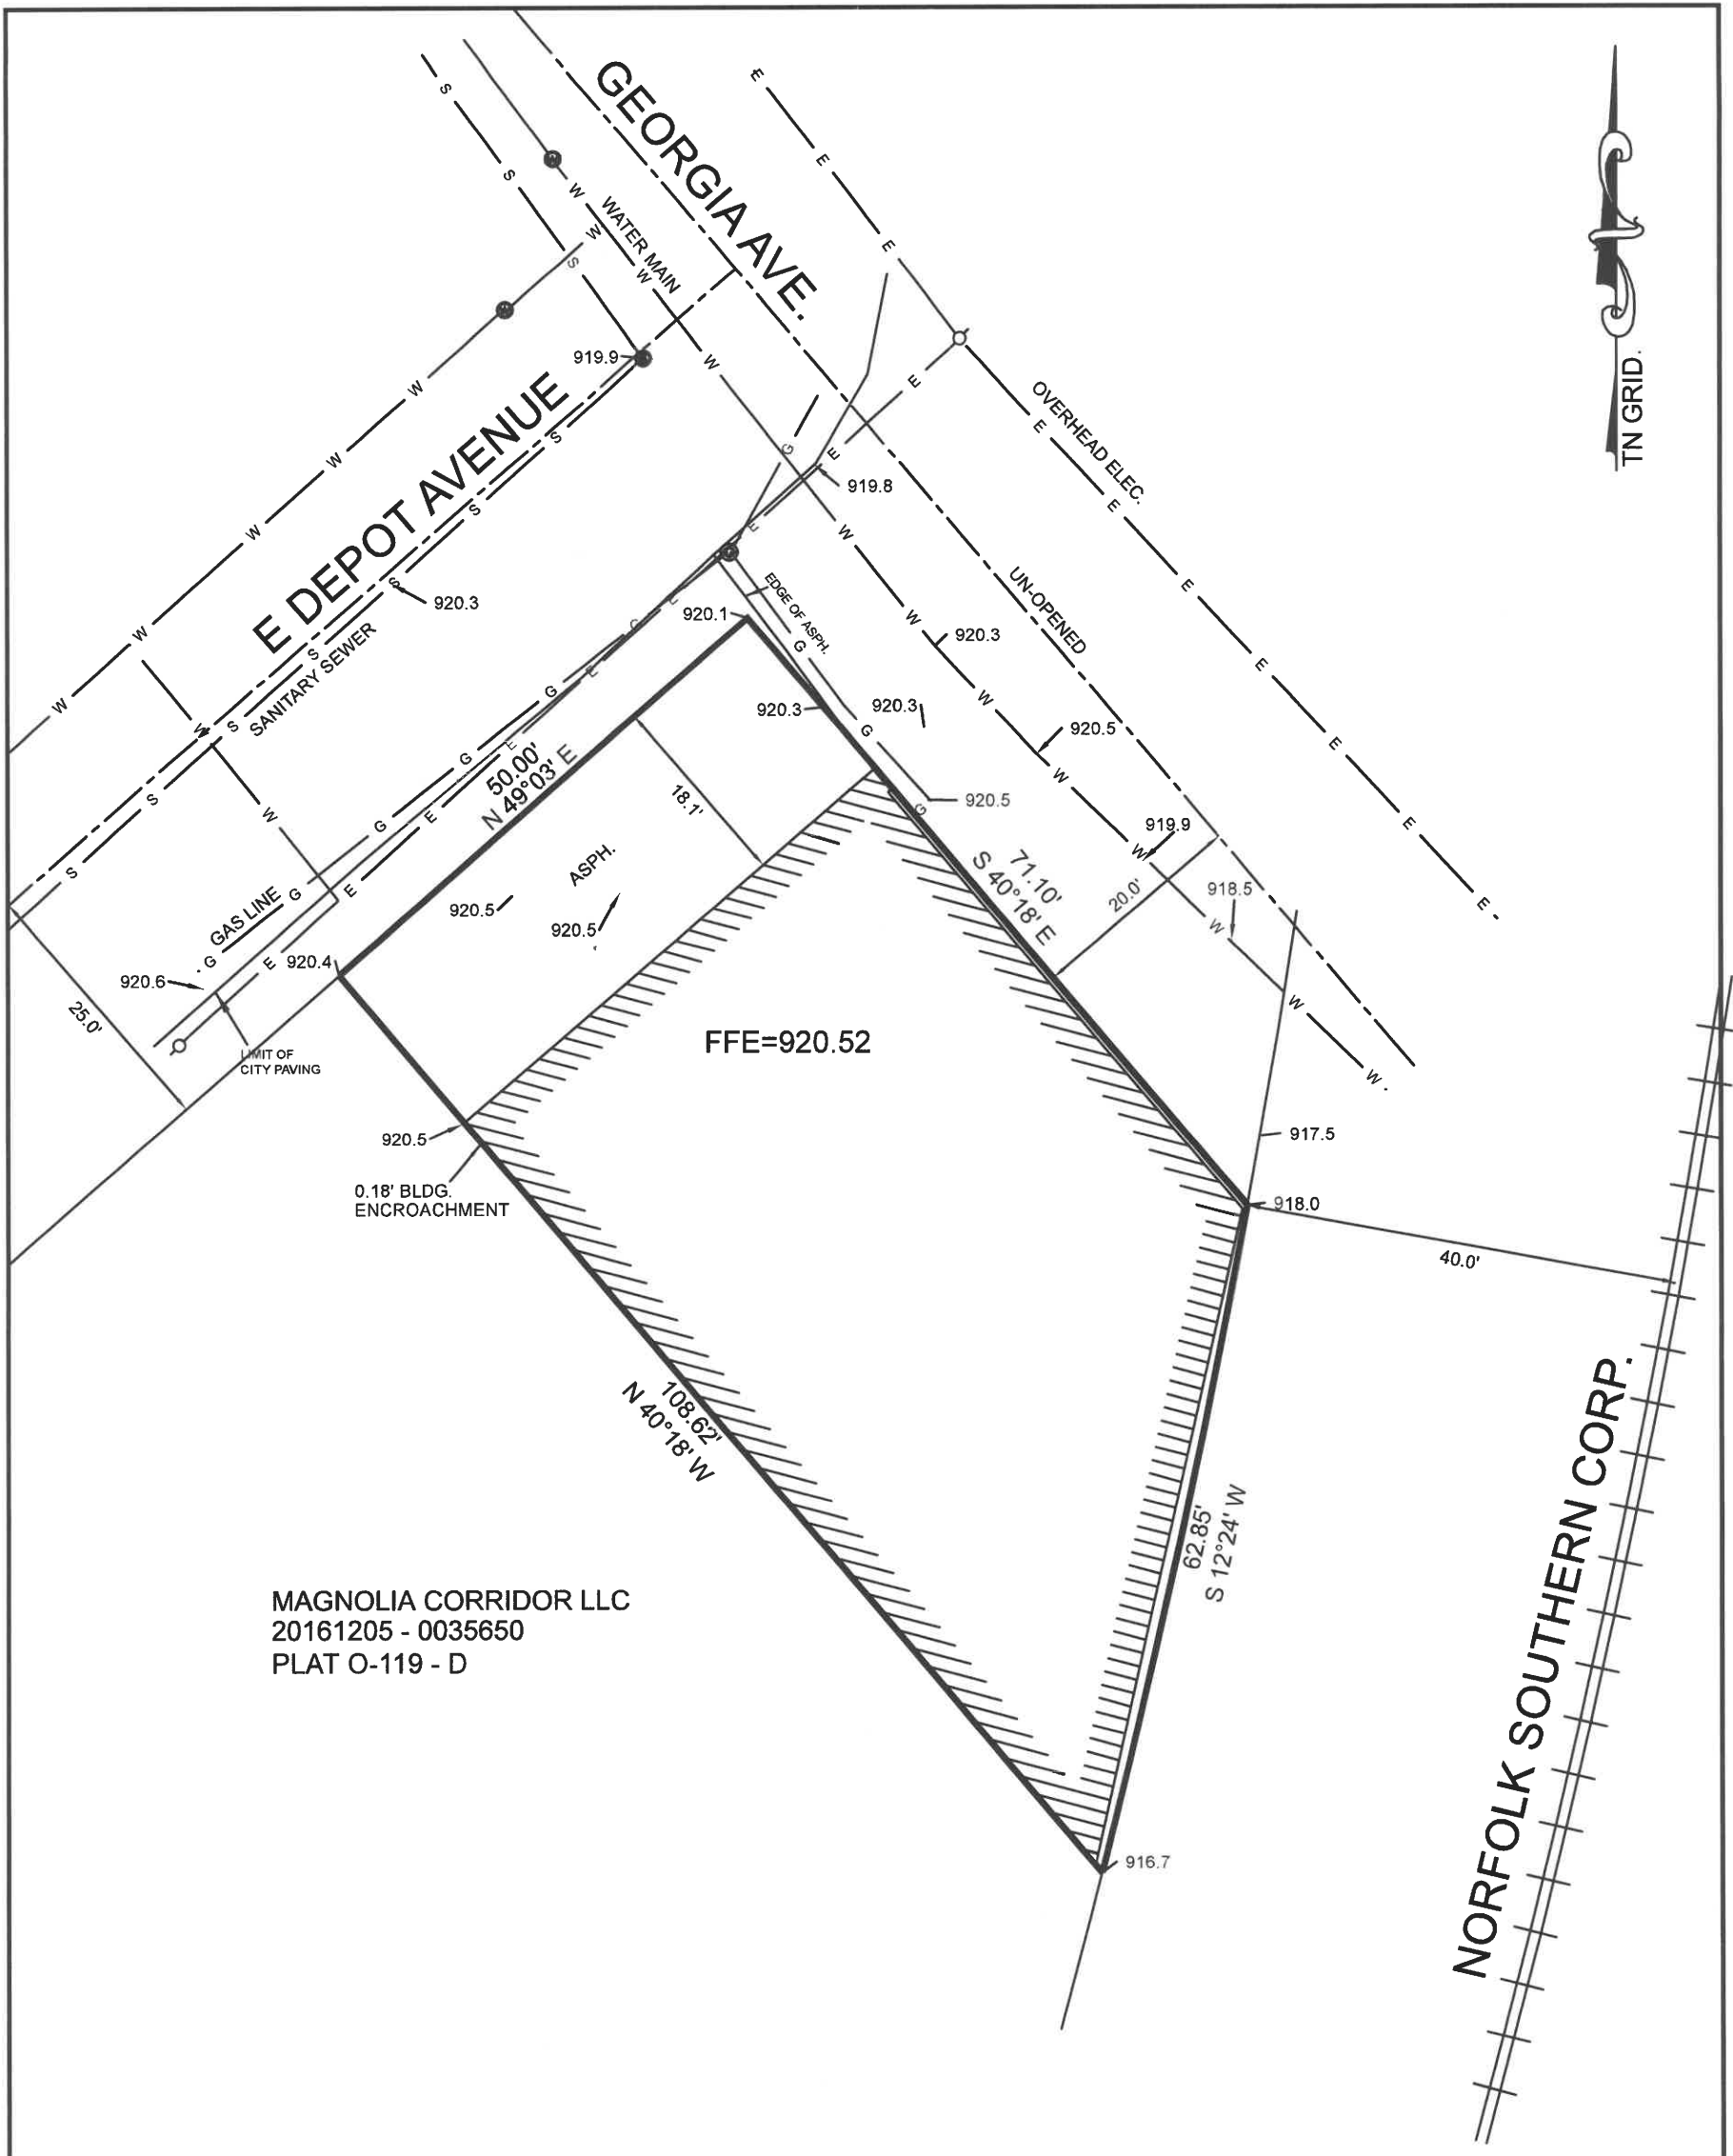 GEORGIA AVE.
WATER MAIN
TN GRID.
919.9
E DEPOT AVENUE
OVERHEAD ELEC.
919.8
EDGE OF ASPH.
UN-OPENED
920.3
SANITARY SEWER
920.1
920.3
920.3
920.3
920.5
50.00'
N 49°03' E
18.1'
920.5
919.9
71.10'
S 40°18' E
20.0'
918.5
ASPH.
920.5
920.5
GAS LINE
920.4
920.6
25.0'
LIMIT OF
CITY PAVING
FFE=920.52
920.5
917.5
0.18' BLDG.
ENCROACHMENT
918.0
40.0'
108.62'
N 40°18' W
62.85'
S 12°24' W
NORFOLK SOUTHERN CORP.
MAGNOLIA CORRIDOR LLC
20161205 - 0035650
PLAT O-119 - D
916.7